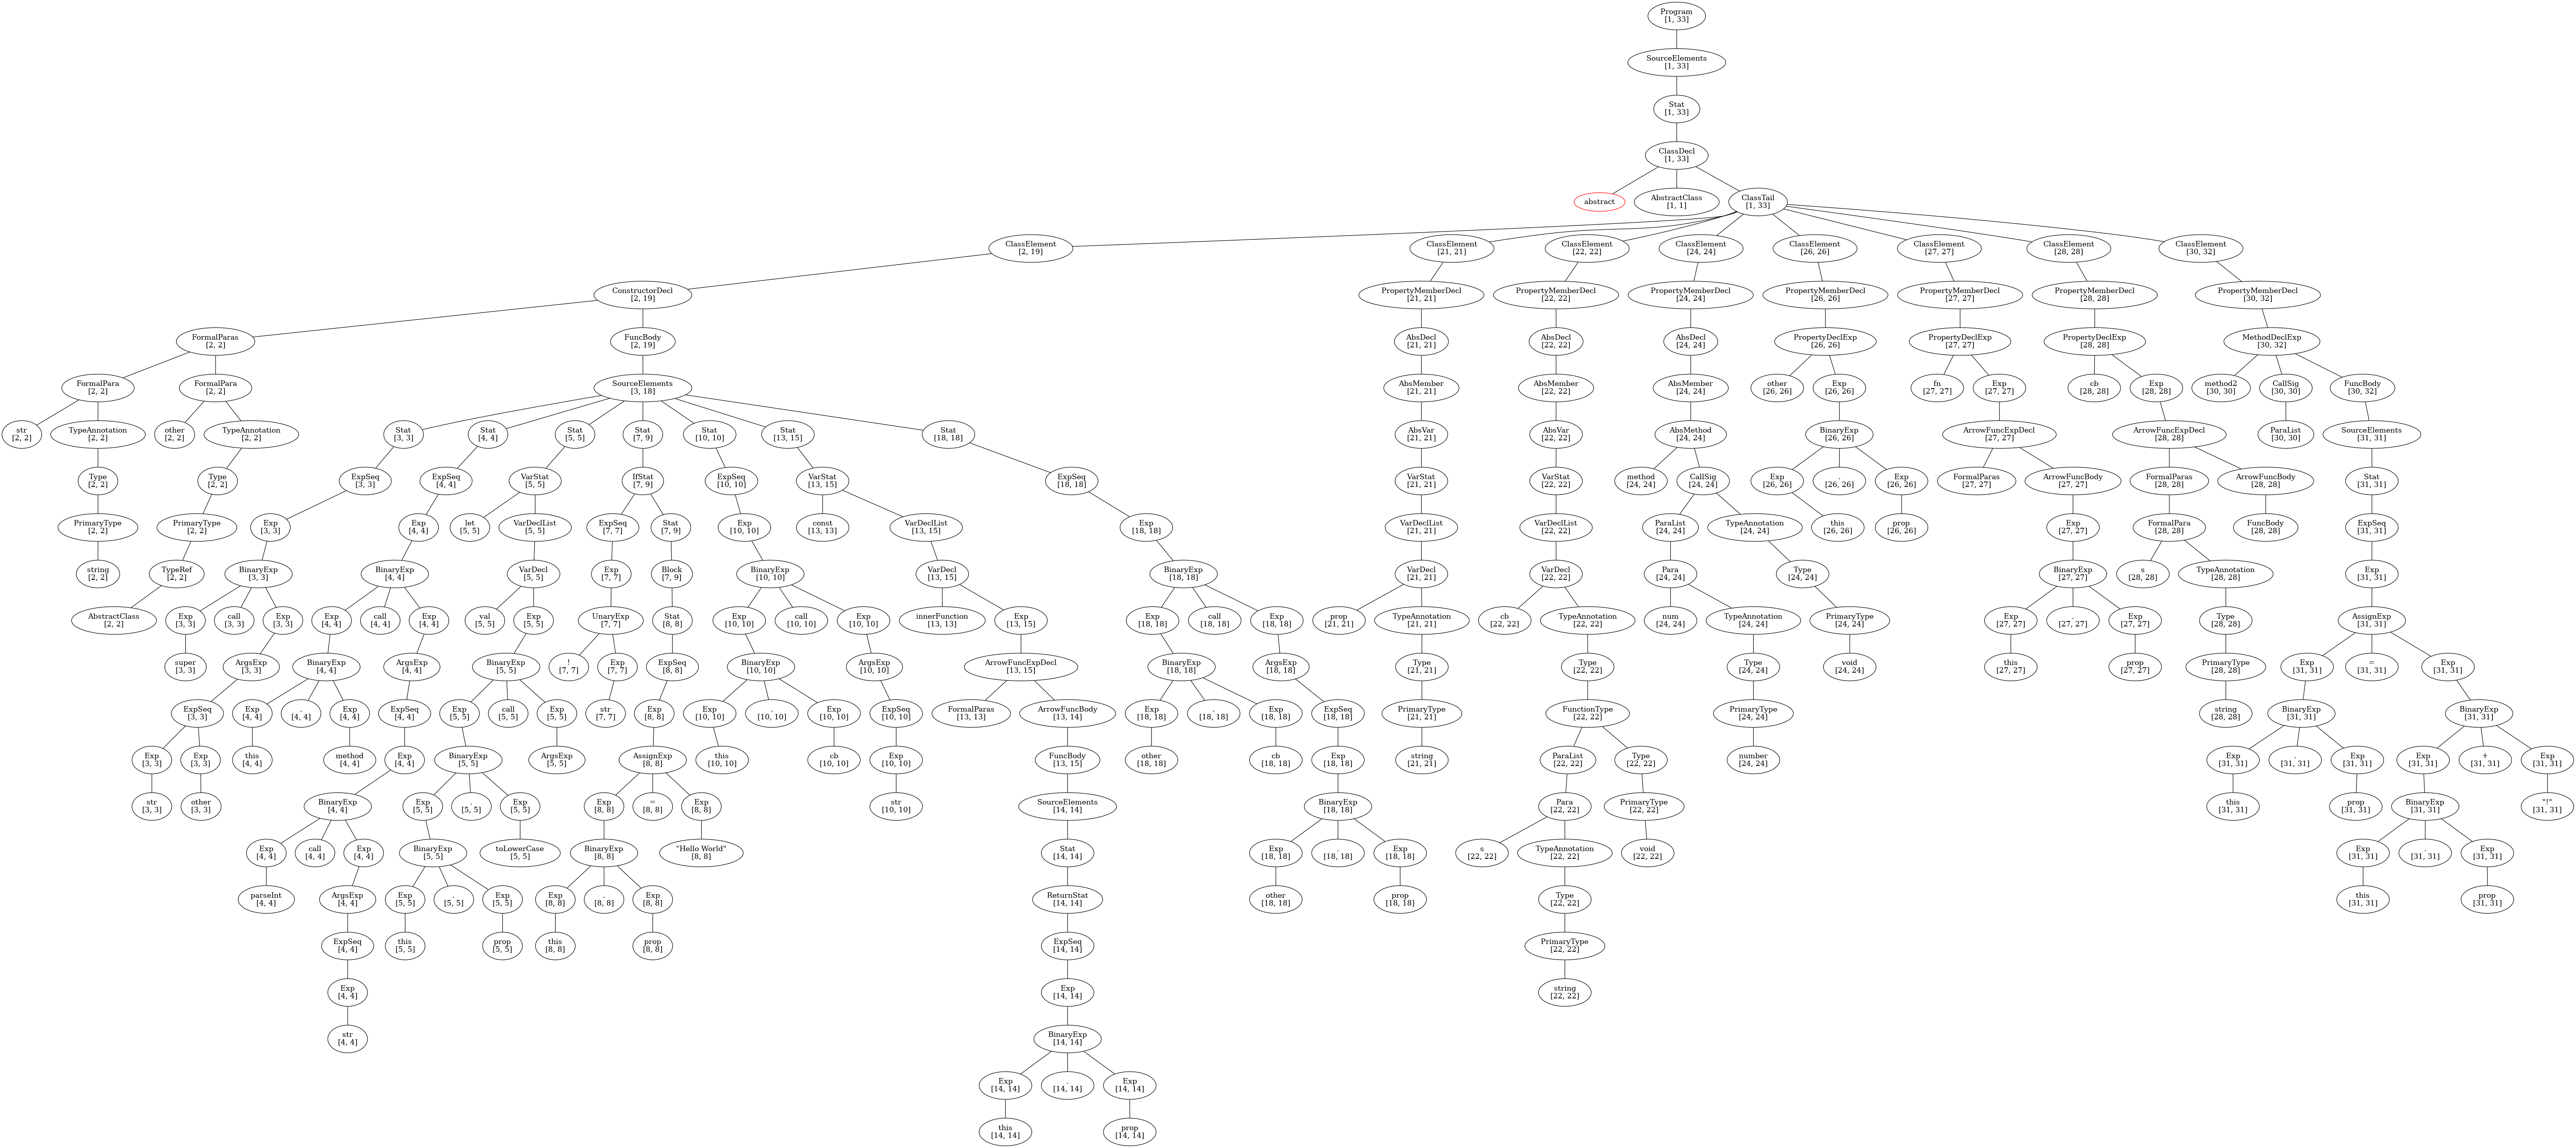 Program
[1, 33]
SourceElements
[1, 33]
Stat
[1, 33]
ClassDecl
[1, 33]
abstract
AbstractClass
[1, 1]
ClassTail
[1, 33]
ClassElement
[2, 19]
ClassElement
[21, 21]
ClassElement
[22, 22]
ClassElement
[24, 24]
ClassElement
[26, 26]
ClassElement
[27, 27]
ClassElement
[28, 28]
ClassElement
[30, 32]
ConstructorDecl
[2, 19]
PropertyMemberDecl
[21, 21]
PropertyMemberDecl
[22, 22]
PropertyMemberDecl
[24, 24]
PropertyMemberDecl
[26, 26]
PropertyMemberDecl
[27, 27]
PropertyMemberDecl
[28, 28]
PropertyMemberDecl
[30, 32]
FormalParas
[2, 2]
FuncBody
[2, 19]
AbsDecl
[21, 21]
AbsDecl
[22, 22]
AbsDecl
[24, 24]
PropertyDeclExp
[26, 26]
PropertyDeclExp
[27, 27]
PropertyDeclExp
[28, 28]
MethodDeclExp
[30, 32]
FormalPara
[2, 2]
FormalPara
[2, 2]
SourceElements
[3, 18]
AbsMember
[21, 21]
AbsMember
[22, 22]
AbsMember
[24, 24]
other
[26, 26]
Exp
[26, 26]
fn
[27, 27]
Exp
[27, 27]
cb
[28, 28]
Exp
[28, 28]
method2
[30, 30]
CallSig
[30, 30]
FuncBody
[30, 32]
str
[2, 2]
TypeAnnotation
[2, 2]
other
[2, 2]
TypeAnnotation
[2, 2]
Stat
[3, 3]
Stat
[4, 4]
Stat
[5, 5]
Stat
[7, 9]
Stat
[10, 10]
Stat
[13, 15]
Stat
[18, 18]
AbsVar
[21, 21]
AbsVar
[22, 22]
AbsMethod
[24, 24]
BinaryExp
[26, 26]
ArrowFuncExpDecl
[27, 27]
ArrowFuncExpDecl
[28, 28]
ParaList
[30, 30]
SourceElements
[31, 31]
Type
[2, 2]
Type
[2, 2]
ExpSeq
[3, 3]
ExpSeq
[4, 4]
VarStat
[5, 5]
IfStat
[7, 9]
ExpSeq
[10, 10]
VarStat
[13, 15]
ExpSeq
[18, 18]
VarStat
[21, 21]
VarStat
[22, 22]
method
[24, 24]
CallSig
[24, 24]
Exp
[26, 26]
.
[26, 26]
Exp
[26, 26]
FormalParas
[27, 27]
ArrowFuncBody
[27, 27]
FormalParas
[28, 28]
ArrowFuncBody
[28, 28]
Stat
[31, 31]
PrimaryType
[2, 2]
PrimaryType
[2, 2]
Exp
[3, 3]
Exp
[4, 4]
let
[5, 5]
VarDeclList
[5, 5]
ExpSeq
[7, 7]
Stat
[7, 9]
Exp
[10, 10]
const
[13, 13]
VarDeclList
[13, 15]
Exp
[18, 18]
VarDeclList
[21, 21]
VarDeclList
[22, 22]
ParaList
[24, 24]
TypeAnnotation
[24, 24]
this
[26, 26]
prop
[26, 26]
Exp
[27, 27]
FormalPara
[28, 28]
FuncBody
[28, 28]
ExpSeq
[31, 31]
string
[2, 2]
TypeRef
[2, 2]
BinaryExp
[3, 3]
BinaryExp
[4, 4]
VarDecl
[5, 5]
Exp
[7, 7]
Block
[7, 9]
BinaryExp
[10, 10]
VarDecl
[13, 15]
BinaryExp
[18, 18]
VarDecl
[21, 21]
VarDecl
[22, 22]
Para
[24, 24]
Type
[24, 24]
BinaryExp
[27, 27]
s
[28, 28]
TypeAnnotation
[28, 28]
Exp
[31, 31]
AbstractClass
[2, 2]
Exp
[3, 3]
call
[3, 3]
Exp
[3, 3]
Exp
[4, 4]
call
[4, 4]
Exp
[4, 4]
val
[5, 5]
Exp
[5, 5]
UnaryExp
[7, 7]
Stat
[8, 8]
Exp
[10, 10]
call
[10, 10]
Exp
[10, 10]
innerFunction
[13, 13]
Exp
[13, 15]
Exp
[18, 18]
call
[18, 18]
Exp
[18, 18]
prop
[21, 21]
TypeAnnotation
[21, 21]
cb
[22, 22]
TypeAnnotation
[22, 22]
num
[24, 24]
TypeAnnotation
[24, 24]
PrimaryType
[24, 24]
Exp
[27, 27]
.
[27, 27]
Exp
[27, 27]
Type
[28, 28]
AssignExp
[31, 31]
super
[3, 3]
ArgsExp
[3, 3]
BinaryExp
[4, 4]
ArgsExp
[4, 4]
BinaryExp
[5, 5]
!
[7, 7]
Exp
[7, 7]
ExpSeq
[8, 8]
BinaryExp
[10, 10]
ArgsExp
[10, 10]
ArrowFuncExpDecl
[13, 15]
BinaryExp
[18, 18]
ArgsExp
[18, 18]
Type
[21, 21]
Type
[22, 22]
Type
[24, 24]
void
[24, 24]
this
[27, 27]
prop
[27, 27]
PrimaryType
[28, 28]
Exp
[31, 31]
=
[31, 31]
Exp
[31, 31]
ExpSeq
[3, 3]
Exp
[4, 4]
.
[4, 4]
Exp
[4, 4]
ExpSeq
[4, 4]
Exp
[5, 5]
call
[5, 5]
Exp
[5, 5]
str
[7, 7]
Exp
[8, 8]
Exp
[10, 10]
.
[10, 10]
Exp
[10, 10]
ExpSeq
[10, 10]
FormalParas
[13, 13]
ArrowFuncBody
[13, 14]
Exp
[18, 18]
.
[18, 18]
Exp
[18, 18]
ExpSeq
[18, 18]
PrimaryType
[21, 21]
FunctionType
[22, 22]
PrimaryType
[24, 24]
string
[28, 28]
BinaryExp
[31, 31]
BinaryExp
[31, 31]
Exp
[3, 3]
Exp
[3, 3]
this
[4, 4]
method
[4, 4]
Exp
[4, 4]
BinaryExp
[5, 5]
ArgsExp
[5, 5]
AssignExp
[8, 8]
this
[10, 10]
cb
[10, 10]
Exp
[10, 10]
FuncBody
[13, 15]
other
[18, 18]
cb
[18, 18]
Exp
[18, 18]
string
[21, 21]
ParaList
[22, 22]
Type
[22, 22]
number
[24, 24]
Exp
[31, 31]
.
[31, 31]
Exp
[31, 31]
Exp
[31, 31]
+
[31, 31]
Exp
[31, 31]
str
[3, 3]
other
[3, 3]
BinaryExp
[4, 4]
Exp
[5, 5]
.
[5, 5]
Exp
[5, 5]
Exp
[8, 8]
=
[8, 8]
Exp
[8, 8]
str
[10, 10]
SourceElements
[14, 14]
BinaryExp
[18, 18]
Para
[22, 22]
PrimaryType
[22, 22]
this
[31, 31]
prop
[31, 31]
BinaryExp
[31, 31]
"!"
[31, 31]
Exp
[4, 4]
call
[4, 4]
Exp
[4, 4]
BinaryExp
[5, 5]
toLowerCase
[5, 5]
BinaryExp
[8, 8]
"Hello World"
[8, 8]
Stat
[14, 14]
Exp
[18, 18]
.
[18, 18]
Exp
[18, 18]
s
[22, 22]
TypeAnnotation
[22, 22]
void
[22, 22]
Exp
[31, 31]
.
[31, 31]
Exp
[31, 31]
parseInt
[4, 4]
ArgsExp
[4, 4]
Exp
[5, 5]
.
[5, 5]
Exp
[5, 5]
Exp
[8, 8]
.
[8, 8]
Exp
[8, 8]
ReturnStat
[14, 14]
other
[18, 18]
prop
[18, 18]
Type
[22, 22]
this
[31, 31]
prop
[31, 31]
ExpSeq
[4, 4]
this
[5, 5]
prop
[5, 5]
this
[8, 8]
prop
[8, 8]
ExpSeq
[14, 14]
PrimaryType
[22, 22]
Exp
[4, 4]
Exp
[14, 14]
string
[22, 22]
str
[4, 4]
BinaryExp
[14, 14]
Exp
[14, 14]
.
[14, 14]
Exp
[14, 14]
this
[14, 14]
prop
[14, 14]